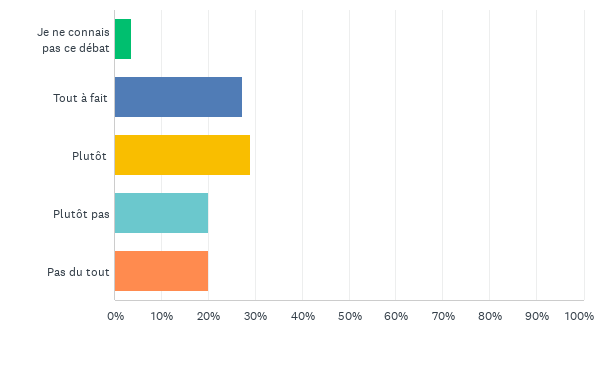 Je ne connais
pas ce débat
Tout à fait
Plutôt
Plutôt pas
Pas du tout
0% 10% 20% 30% 40% 50% 60% 70% 80% 90% 100%